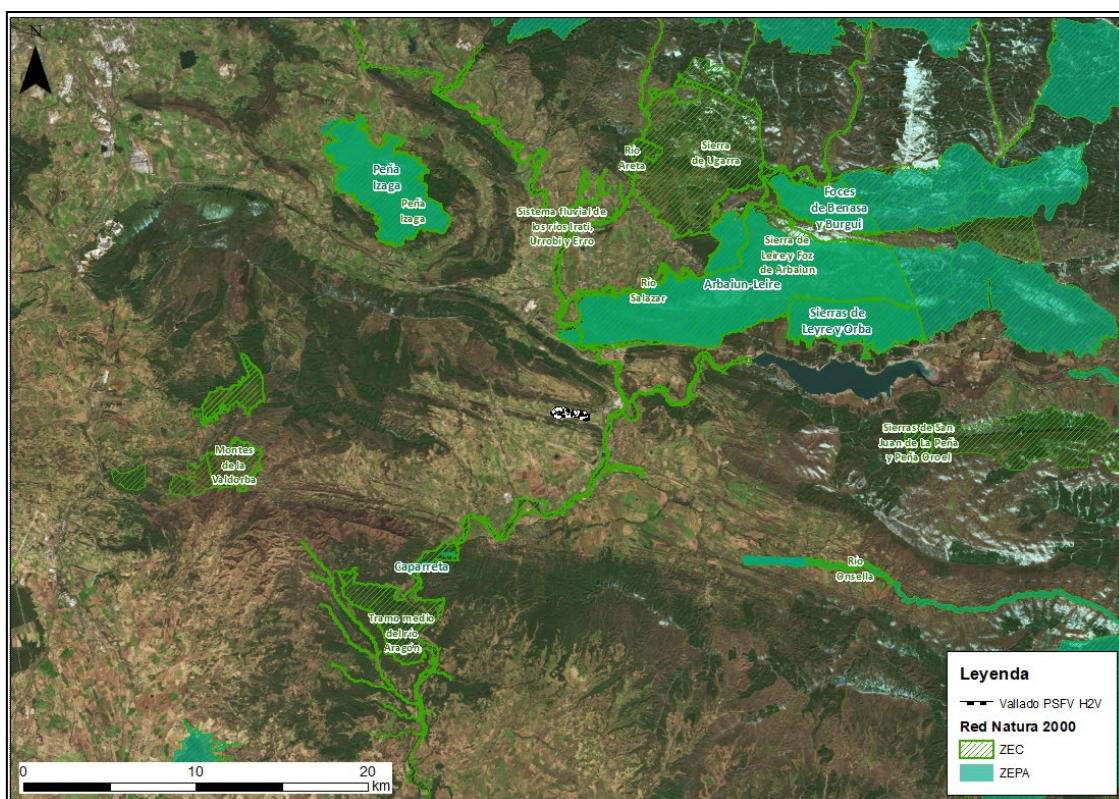 N
Peña
Izaga
Peña
Izaga
Río
Areta
Sierra
de Ugarra
Sistema fluvial de
los ríos Irati,
Urrobi y Erro
Foces
de Benasa
y Burgui
Sierra de
Leire y Foz
de Arbaiun
Arbaiun-Leire
Río
Salazar
Sierras de
Leyre y Orba
Sierras de San
Juan de La Peña
y Peña Oroel
Montes
de la
Valdorba
Caparreta
Río
Onsella
Tramo medio
del río
Aragón
Leyenda
Vallado PSFV H2V
Red Natura 2000
ZEC
ZEPA
0 10 20
km